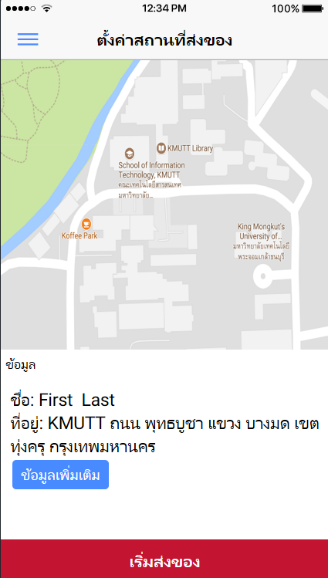 12:34 PM
100%
ตั้งค่าสถานที่ส่งของ
KMUTT Library
School of Information
Technology, KMUTT
คณะเทคโนโลยีสารสนเทศ
มหาวิทยาลัย...
Koffee Park
King Mongkut's
University of...
มหาวิทยาลัยเทคโนโลยี
พระจอมเกล้าธนบุรี
ข้อมูล
ชื่อ: First Last
ที่อยู่: KMUTT ถนน พุทธบูชา แขวง บางมด เขต
ทุ่งครุ กรุงเทพมหานคร
ข้อมูลเพิ่มเติม
เริ่มส่งของ